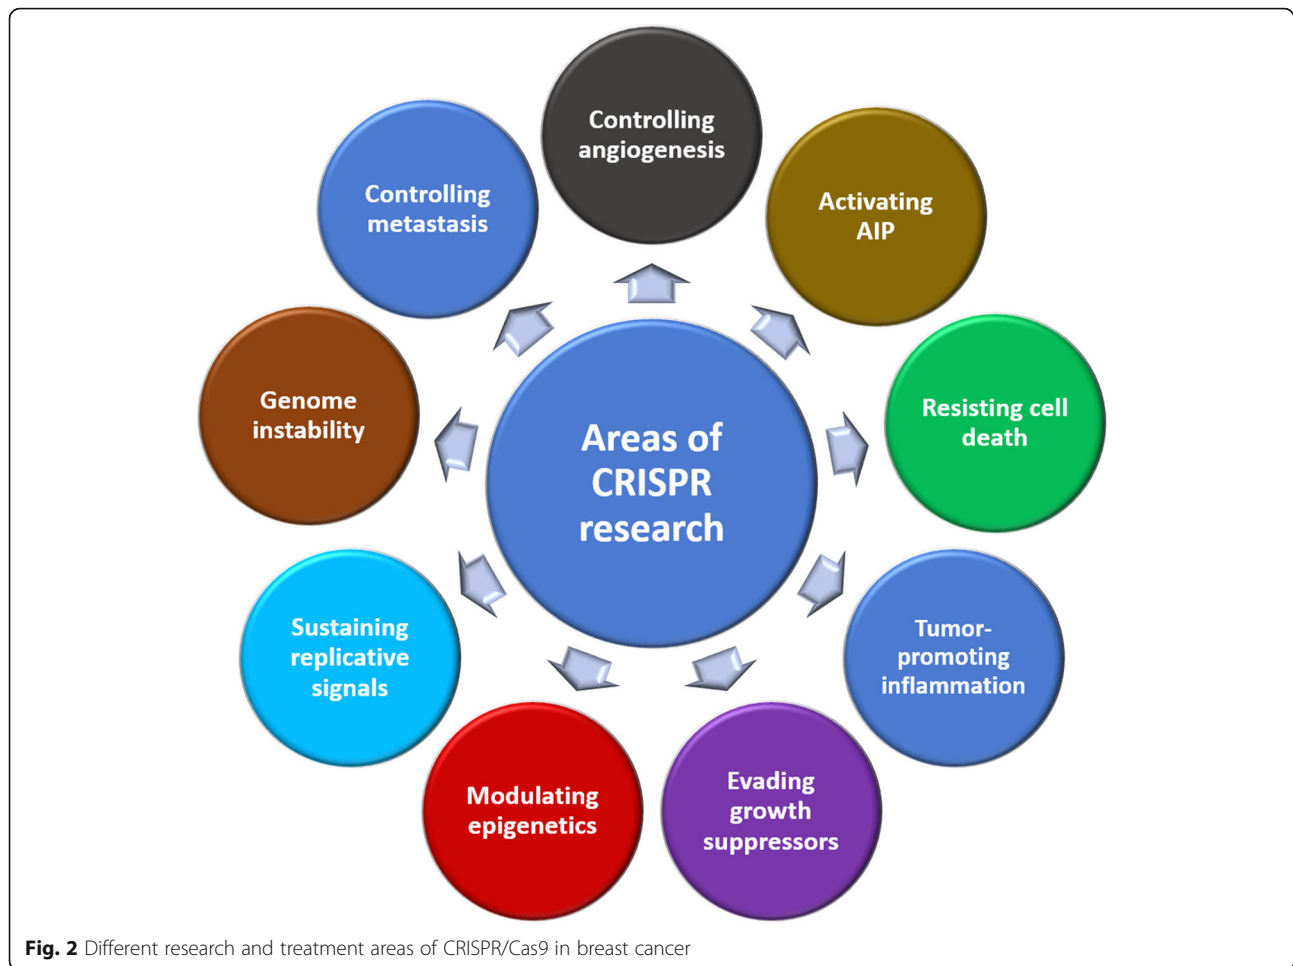 Controlling
angiogenesis
Activating
AIP
Resisting cell
death
Tumor-
promoting
inflammation
Evading
growth
suppressors
Modulating
epigenetics
Sustaining
replicative
signals
Genome
instability
Controlling
metastasis
Areas of
CRISPR
research
Fig. 2 Different research and treatment areas of CRISPR/Cas9 in breast cancer